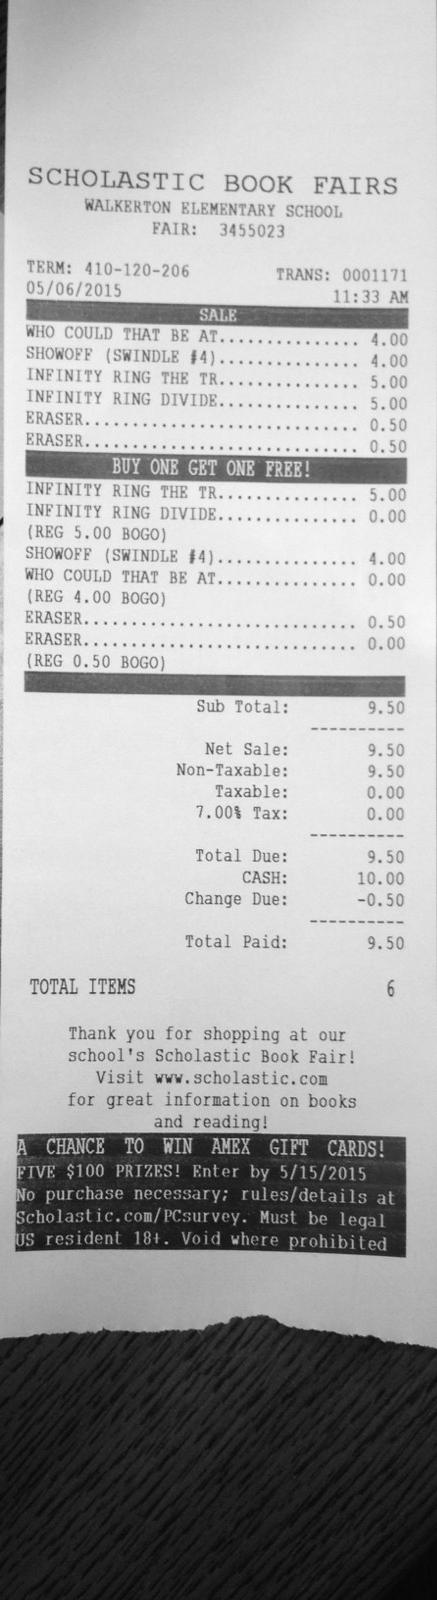 SCHOLASTIC BOOK FAIRS
WALKERTON ELEMENTARY SCHOOL
FAIR: 3455023
TERM: 410-120-206 TRANS: 0001171
05/06/2015 11:33 AM
SALE
WHO COULD THAT BE AT............... 4.00
SHOWOFF (SWINDLE #4)............... 4.00
INFINITY RING THE TR............... 5.00
INFINITY RING DIVIDE............... 5.00
ERASER............................. 0.50
ERASER............................. 0.50
BUY ONE GET ONE FREE!
INFINITY RING THE TR............... 5.00
INFINITY RING DIVIDE............... 0.00
(REG 5.00 BOGO)
SHOWOFF (SWINDLE #4)............... 4.00
WHO COULD THAT BE AT............... 0.00
(REG 4.00 BOGO)
ERASER............................. 0.50
ERASER............................. 0.00
(REG 0.50 BOGO)
Sub Total: 9.50
----------
Net Sale: 9.50
Non-Taxable: 9.50
Taxable: 0.00
7.00% Tax: 0.00
----------
Total Due: 9.50
CASH: 10.00
Change Due: -0.50
----------
Total Paid: 9.50
TOTAL ITEMS 6
Thank you for shopping at our
school's Scholastic Book Fair!
Visit www.scholastic.com
for great information on books
and reading!
A CHANCE TO WIN AMEX GIFT CARDS!
FIVE $100 PRIZES! Enter by 5/15/2015
No purchase necessary; rules/details at
Scholastic.com/PCsurvey. Must be legal
US resident 18+. Void where prohibited